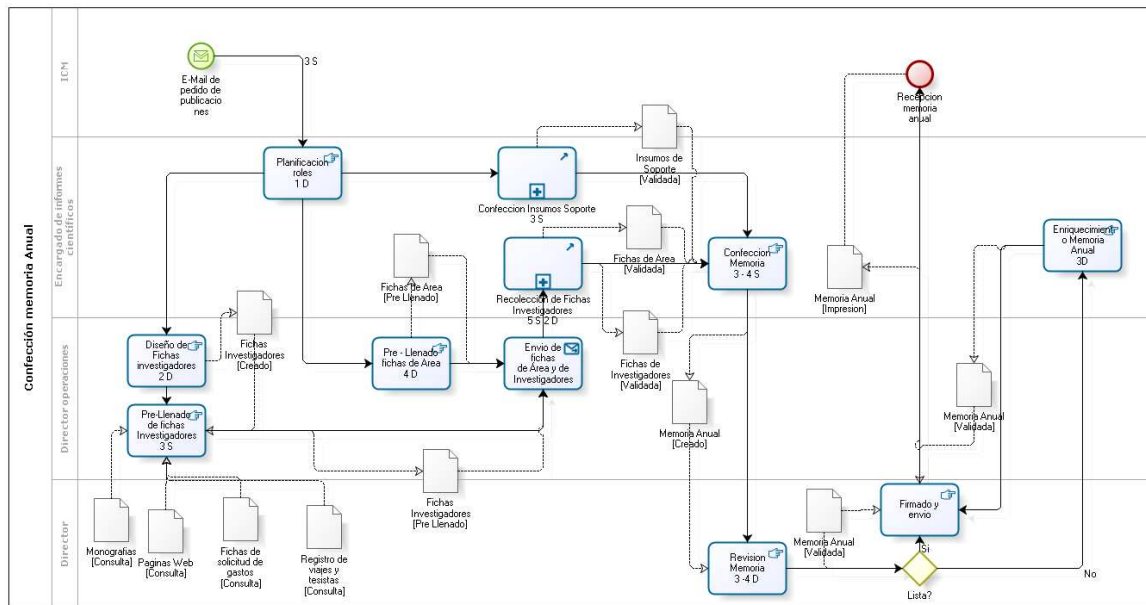 Confección memoria Anual
ICM
E-Mail de
pedido de
publicacio
nes
3 S
Recepcion
memoria
anual
Encargado de informes
científicos
Planificacion
roles
1 D
Confeccion Insumos Soporte
3 S
Insumos de
Soporte
[Validada]
Fichas de Area
[Pre Llenado]
Recolección de Fichas
Investigadores
5 S 2 D
Fichas de Area
[Validada]
Confeccion
Memoria
3 - 4 S
Memoria Anual
[Impresion]
Enriquecimient
o Memoria
Anual
3D
Director operaciones
Diseño de
Fichas
investigadores
2 D
Fichas
Investigadores
[Creado]
Pre - Llenado
fichas de Area
4 D
Envio de
fichas
de Área y de
Investigadores
Fichas de
Investigadores
[Validada]
Memoria Anual
[Creado]
Memoria Anual
[Validada]
Pre-Llenado
de fichas
Investigadores
3 S
Fichas
Investigadores
[Pre Llenado]
Director
Monografias
[Consulta]
Paginas Web
[Consulta]
Fichas de
solicitud de
gastos
[Consulta]
Registro de
viajes y
tesistas
[Consulta]
Revision
Memoria
3 -4 D
Memoria Anual
[Validada]
Firmado y
envio
Si
Lista?
No